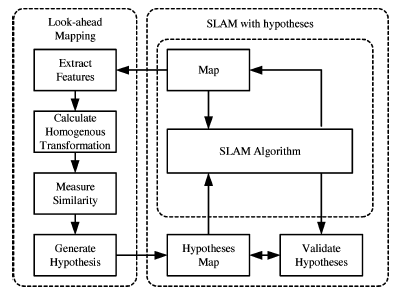 Look-ahead
Mapping
SLAM with hypotheses
Extract
Features
Map
Calculate
Homogenous
Transformation
SLAM Algorithm
Measure
Similarity
Generate
Hypothesis
Hypotheses
Map
Validate
Hypotheses